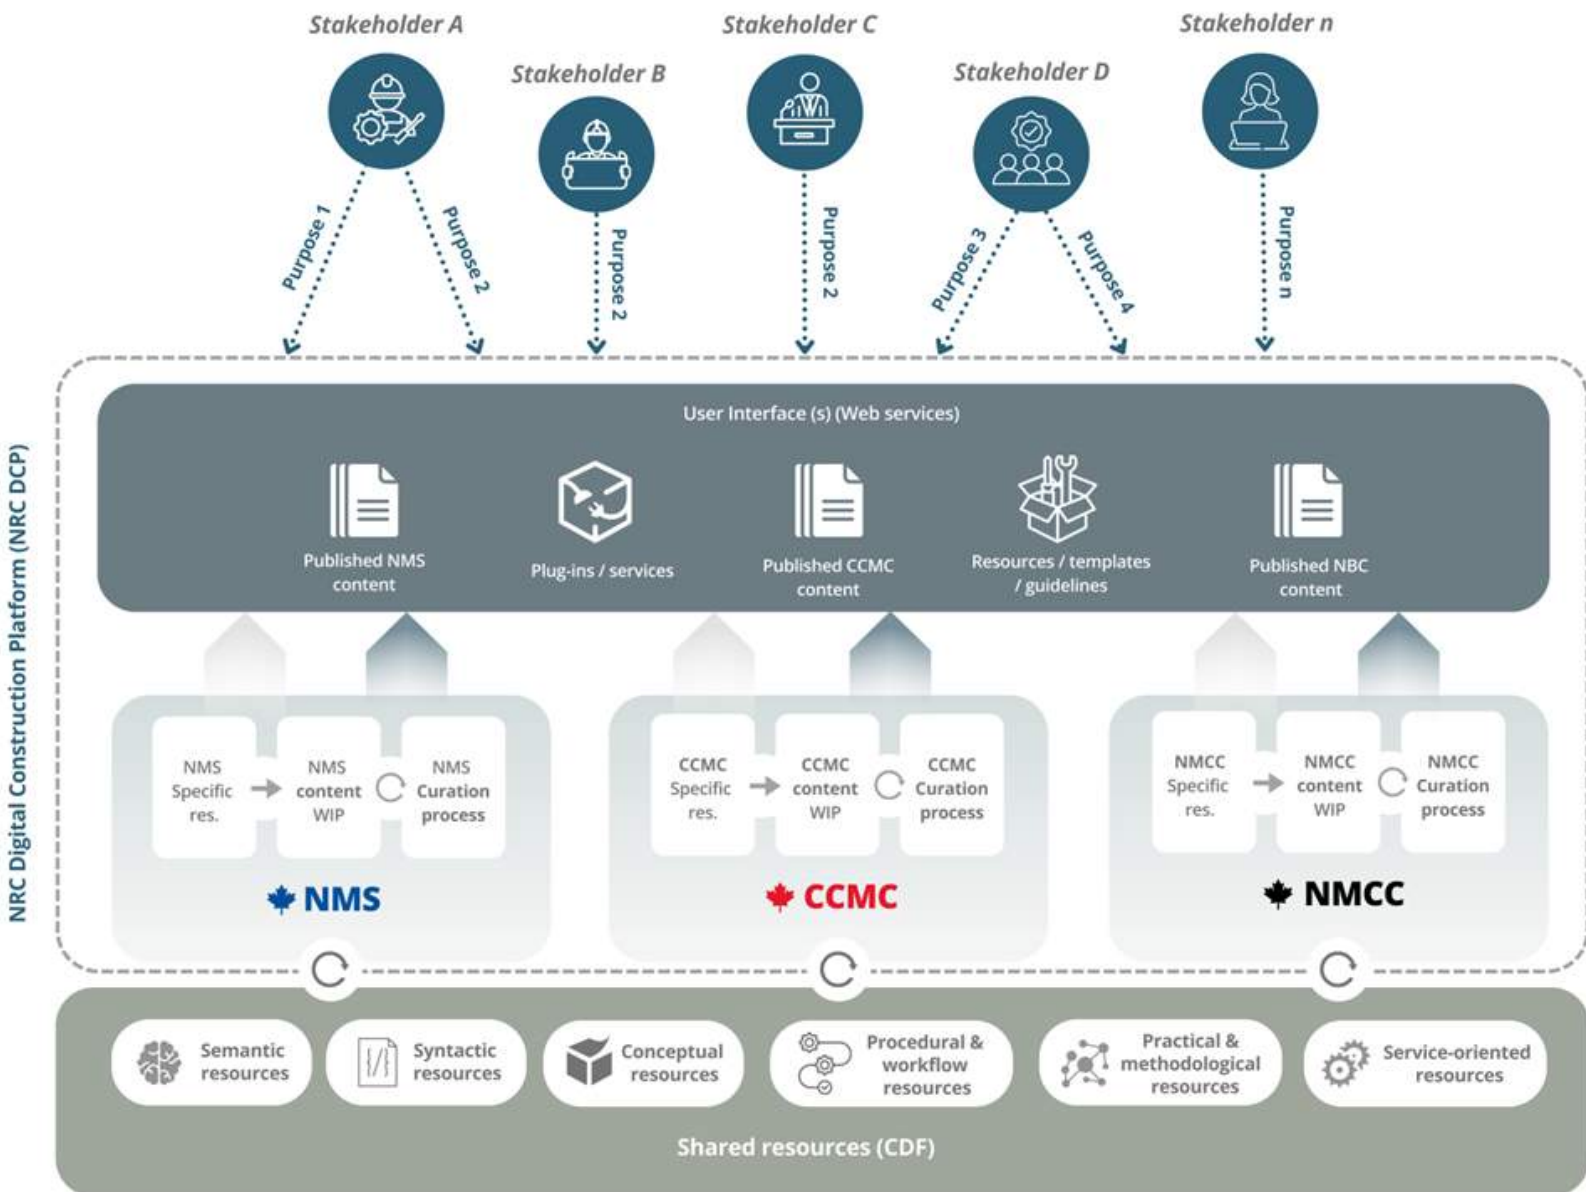 Stakeholder A
Stakeholder B
Stakeholder C
Stakeholder D
Stakeholder n
Purpose 1
Purpose 2
Purpose 2
Purpose 2
Purpose 3
Purpose 4
Purpose n
NRC Digital Construction Platform (NRC DCP)
User Interface (s) (Web services)
Published NMS
content
Plug-ins / services
Published CCMC
content
Resources / templates
/ guidelines
Published NBC
content
NMS
Specific
res.
NMS
content
WIP
NMS
Curation
process
NMS
CCMC
Specific
res.
CCMC
content
WIP
CCMC
Curation
process
CCMC
NMCC
Specific
res.
NMCC
content
WIP
NMCC
Curation
process
NMCC
Semantic
resources
Syntactic
resources
Conceptual
resources
Procedural &
workflow
resources
Practical &
methodological
resources
Service-oriented
resources
Shared resources (CDF)